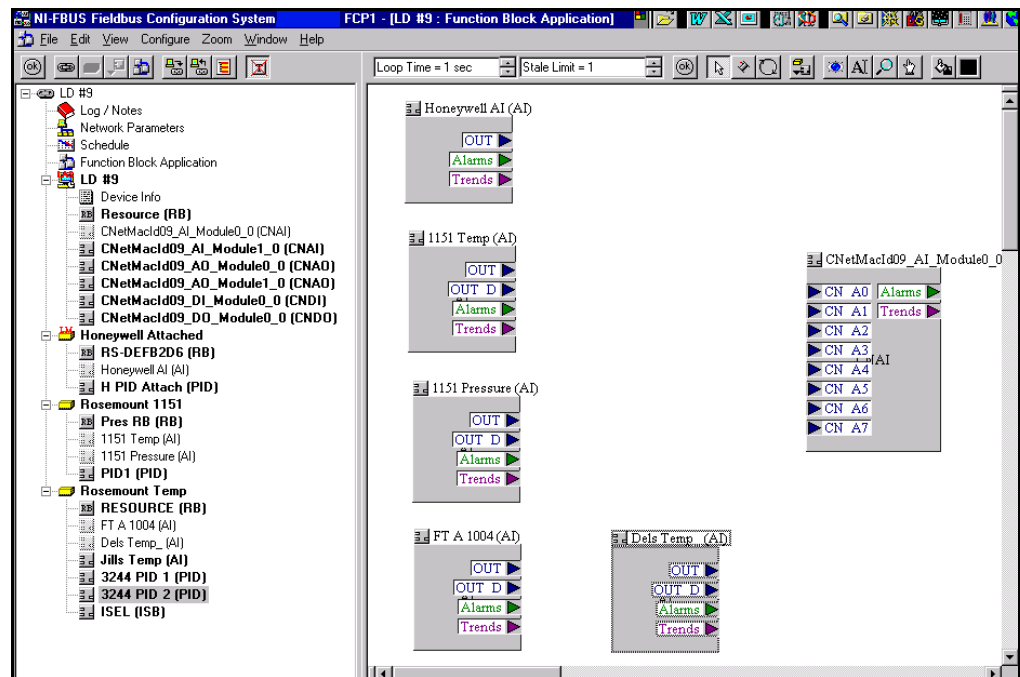 NI-FBUS Fieldbus Configuration System FCP1 - [LD #9 : Function Block Application]
File Edit View Configure Zoom Window Help
Loop Time = 1 sec Stale Limit = 1
LD #9
Log / Notes
Network Parameters
Schedule
Function Block Application
LD #9
Device Info
RB Resource (RB)
CNetMacId09_AI_Module0_0 (CNAI)
CNetMacId09_AI_Module1_0 (CNAI)
CNetMacId09_AO_Module0_0 (CNAO)
CNetMacId09_AO_Module1_0 (CNAO)
CNetMacId09_DI_Module0_0 (CNDI)
CNetMacId09_DO_Module0_0 (CNDO)
Honeywell Attached
RB RS-DEFB2D6 (RB)
Honeywell AI (AI)
H PID Attach (PID)
Rosemount 1151
RB Pres RB (RB)
1151 Temp (AI)
1151 Pressure (AI)
PID1 (PID)
Rosemount Temp
RB RESOURCE (RB)
FT A 1004 (AI)
Dels Temp_ (AI)
Jills Temp (AI)
3244 PID 1 (PID)
3244 PID 2 (PID)
ISEL (ISB)
Honeywell AI (AI)
OUT
Alarms
Trends
1151 Temp (AI)
OUT
OUT D
Alarms
Trends
1151 Pressure (AI)
OUT
OUT D
Alarms
Trends
FT A 1004 (AI)
OUT
OUT D
Alarms
Trends
Dels Temp (AI)
OUT
OUT D
Alarms
Trends
CNetMacId09_AI_Module0_0
CN A0 Alarms
CN A1 Trends
CN A2
CN A3
CN A4
CN A5
CN A6
CN A7